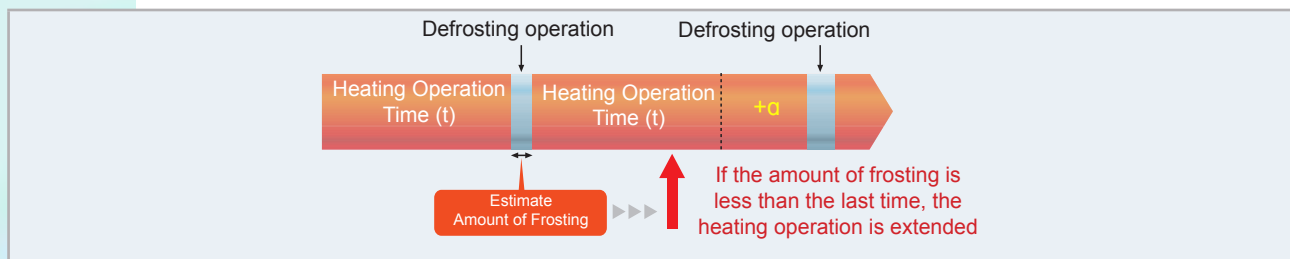 Defrosting operation
Defrosting operation
Heating Operation
Time (t)
Heating Operation
Time (t)
+α
Estimate
Amount of Frosting
If the amount of frosting is
less than the last time, the
heating operation is extended